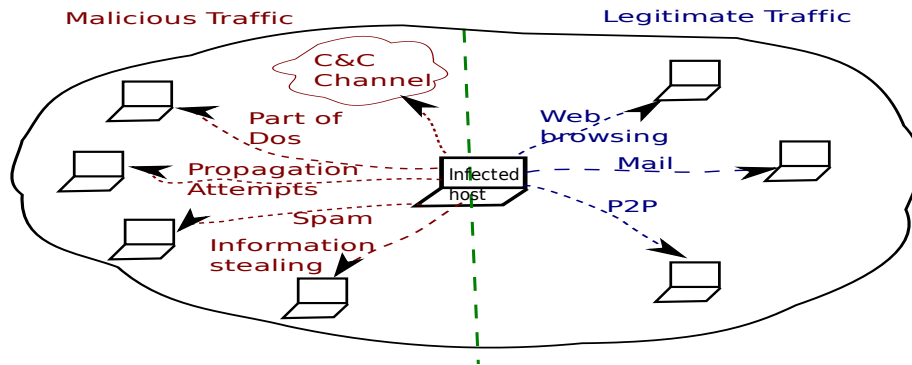 Malicious Traffic
Legitimate Traffic
C&C
Channel
Part of
Dos
Propagation
Attempts
Spam
Information
stealing
Infected
host
Web
browsing
Mail
P2P